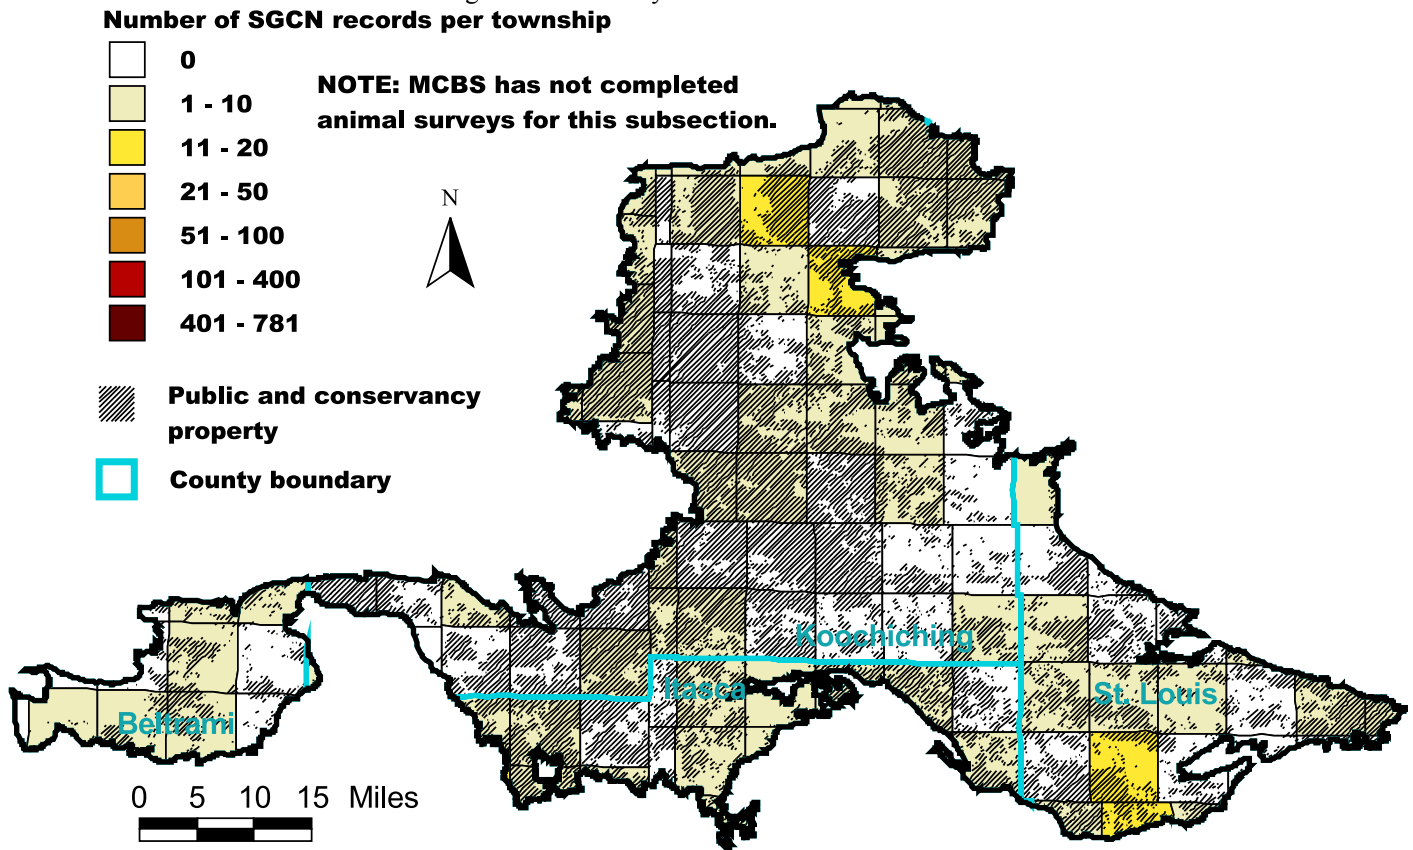 Number of SGCN records per township
0
1 - 10
11 - 20
21 - 50
51 - 100
101 - 400
401 - 781
NOTE: MCBS has not completed
animal surveys for this subsection.
N
Public and conservancy
property
County boundary
Koochiching
Itasca
St. Louis
Beltrami
0 5 10 15 Miles